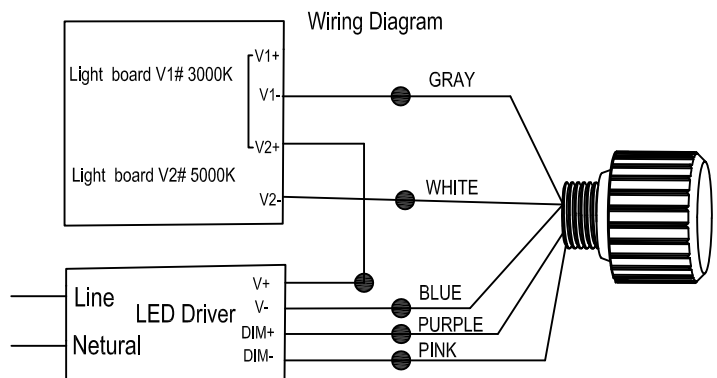 Wiring Diagram
Light board V1# 3000K
V1+
V1-
GRAY
V2+
Light board V2# 5000K
V2-
WHITE
Line
Netural
LED Driver
V+
V-
BLUE
DIM+
PURPLE
DIM-
PINK